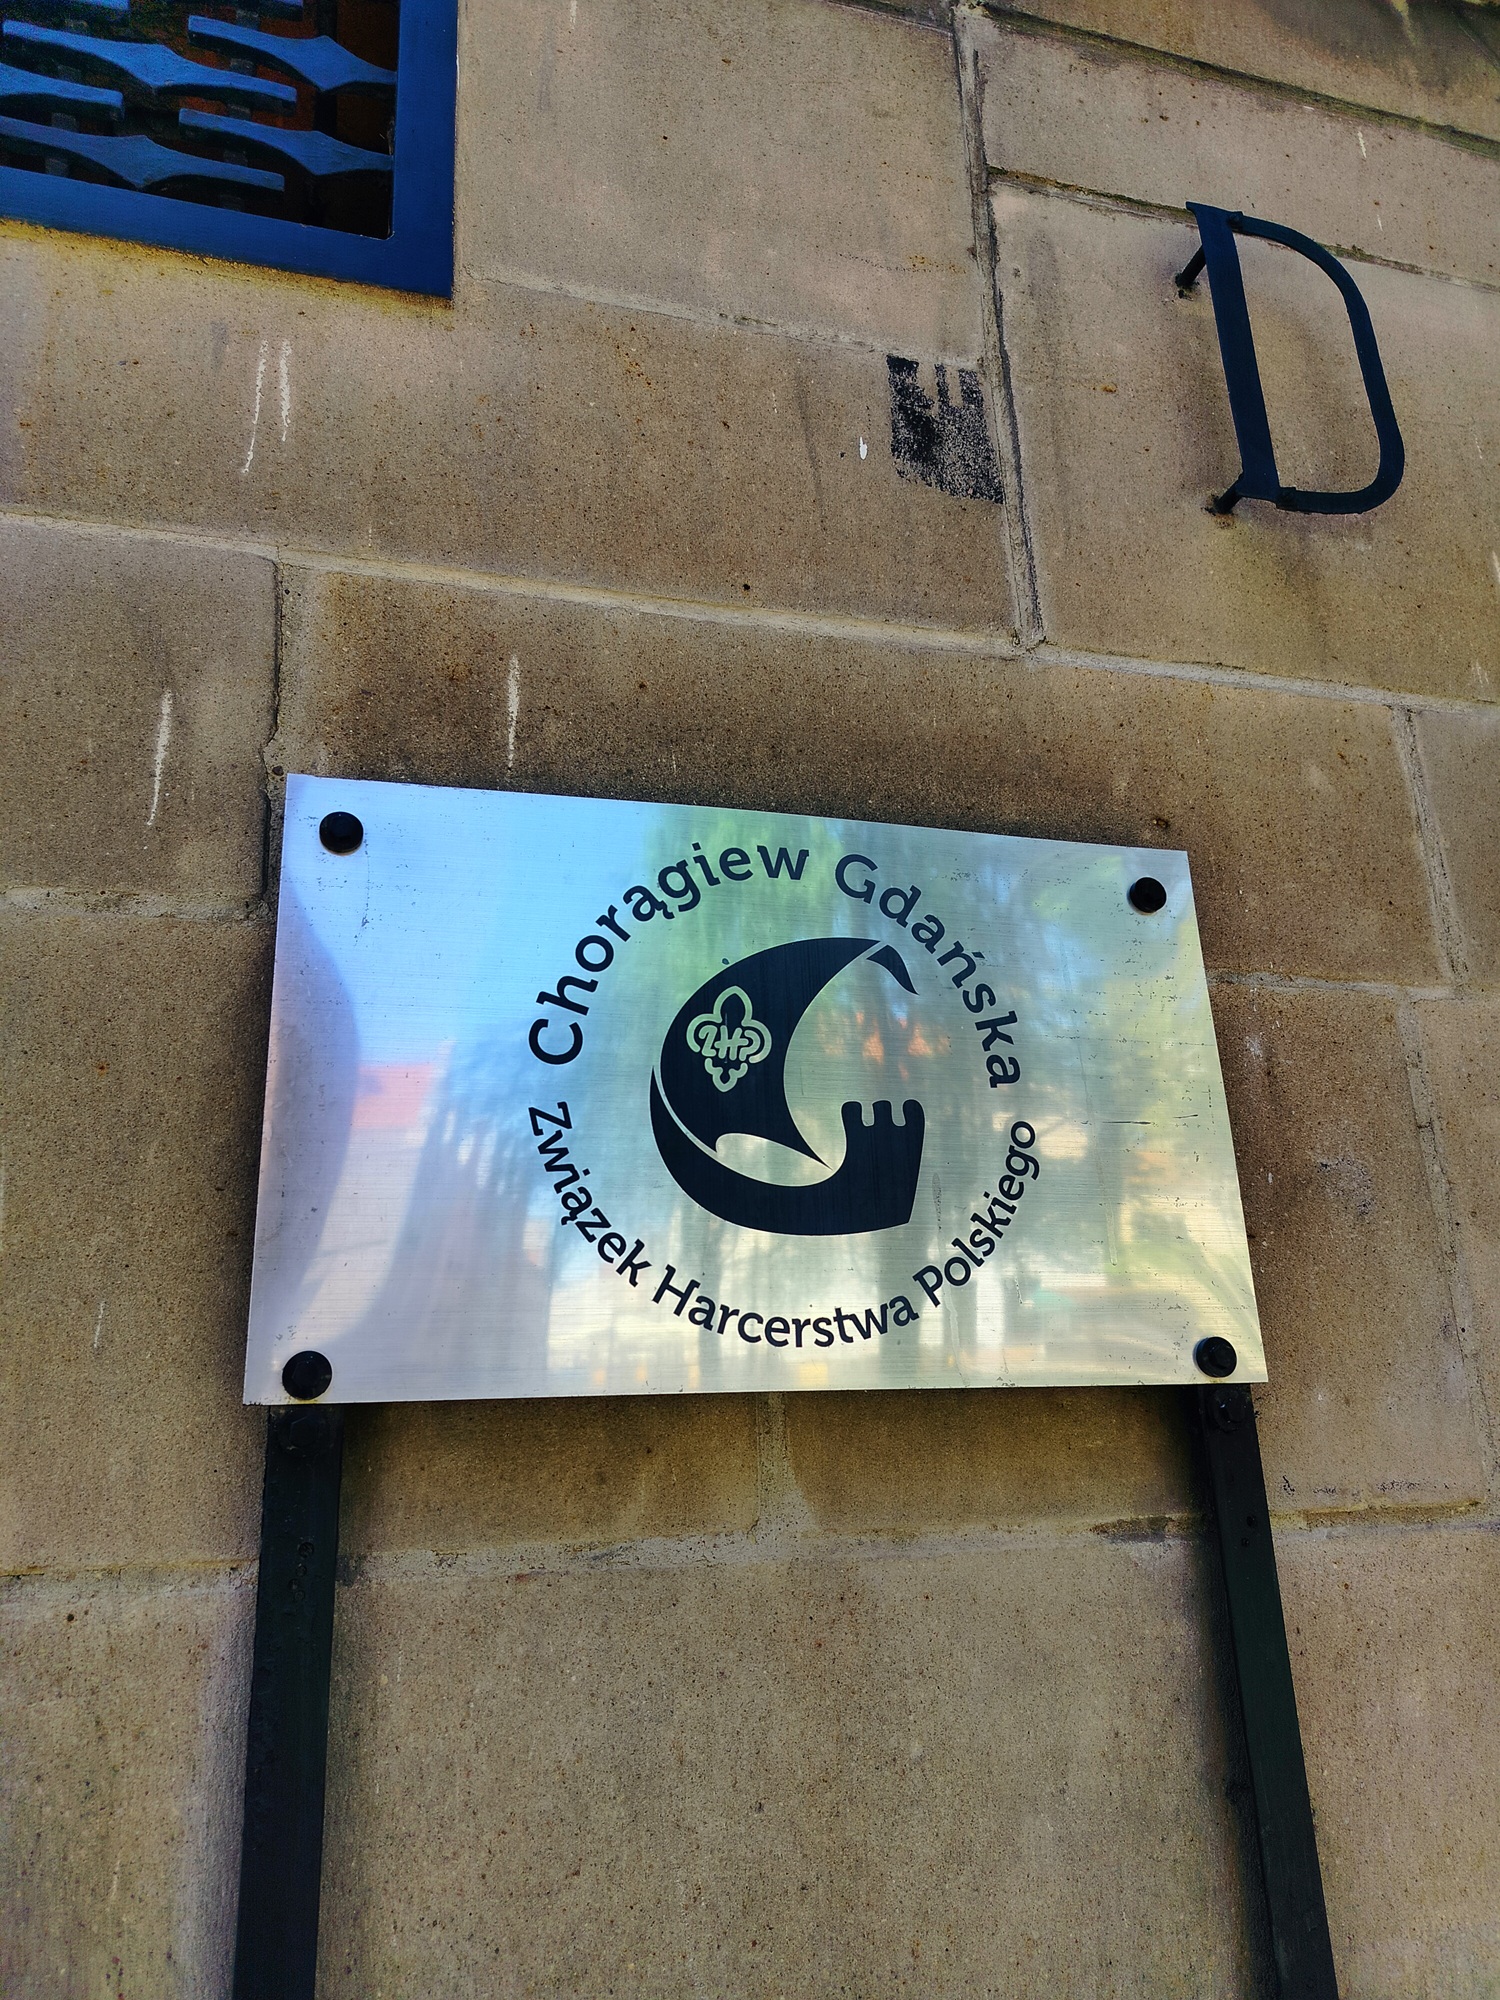 D
Chorągiew Gdańska
ZHP
Związek Harcerstwa Polskiego